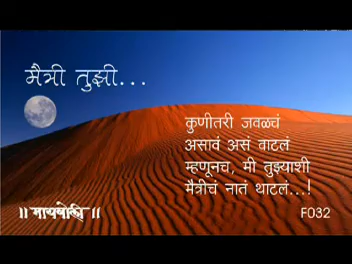 मैत्री तुझी...
कुणीतरी जवळचं
असावं असं वाटलं
म्हणूनच, मी तुझ्याशी
मैत्रीचं नातं थाटलं...!
॥ मायबोली ॥
F032